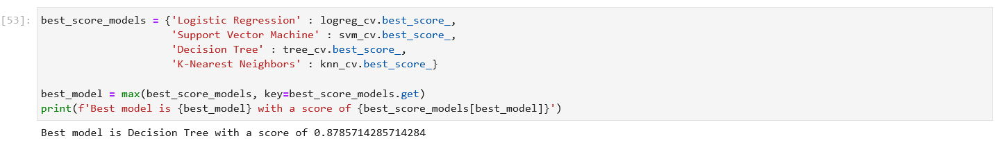 [53]: best_score_models = {'Logistic Regression' : logreg_cv.best_score_,
'Support Vector Machine' : svm_cv.best_score_,
'Decision Tree' : tree_cv.best_score_,
'K-Nearest Neighbors' : knn_cv.best_score_}
best_model = max(best_score_models, key=best_score_models.get)
print(f'Best model is {best_model} with a score of {best_score_models[best_model]}')
Best model is Decision Tree with a score of 0.8785714285714284